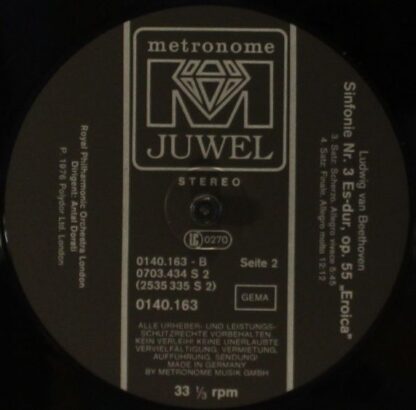 metronome
M
JUWEL
STEREO
LC 0270
0140.163 - B
Seite 2
0703.434 S 2
(2535 335 S 2)
0140.163
GEMA
ALLE URHEBER- UND LEISTUNGS-
SCHUTZRECHTE VORBEHALTEN
KEIN VERLEIH! KEINE UNERLAUBTE
VERVIELFÄLTIGUNG, VERMIETUNG,
AUFFÜHRUNG, SENDUNG!
MADE IN GERMANY
BY METRONOME MUSIK GMBH
33 ⅓ rpm
Ludwig van Beethoven
Sinfonie Nr. 3 Es-dur, op. 55 „Eroica"
3. Satz: Scherzo. Allegro vivace 5:45
4. Satz: Finale. Allegro molto 12:12
Royal Philharmonic Orchestra London
Dirigent: Antal Dorati
P 1976 Polydor Ltd. London